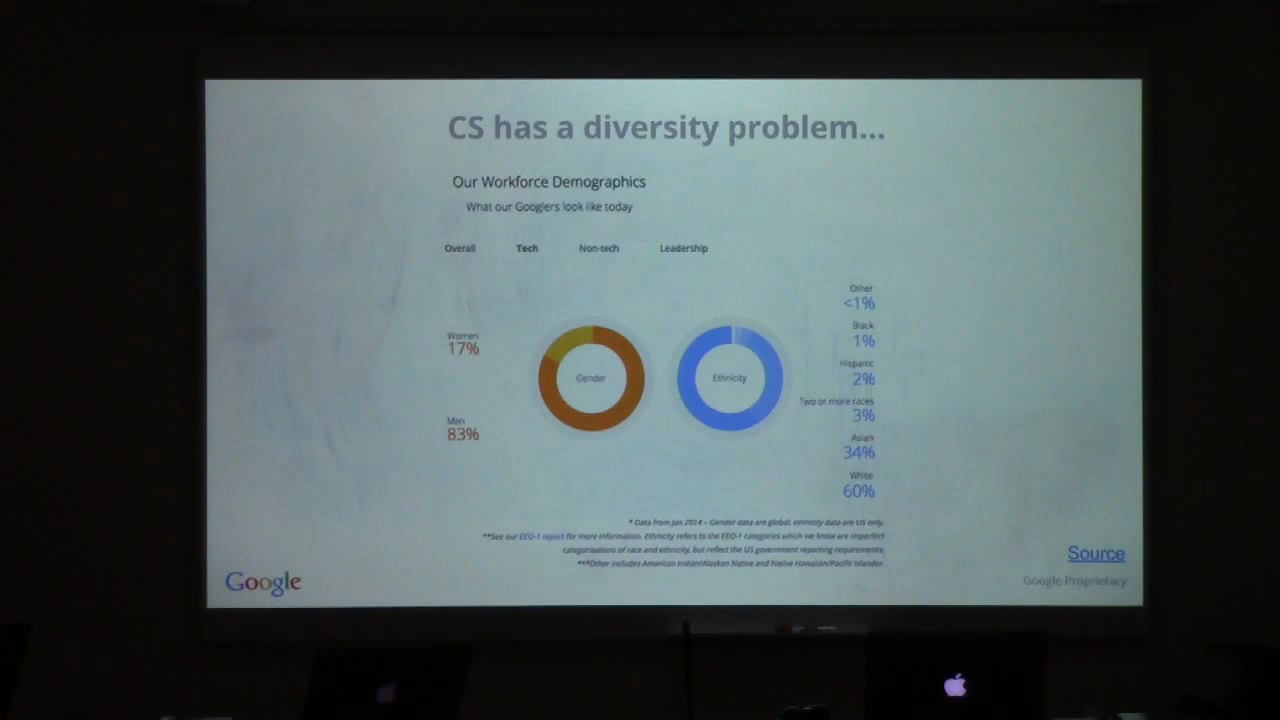 CS has a diversity problem...
Our Workforce Demographics
What our Googlers look like today
Overall Tech Non-tech Leadership
Women
17%
Men
83%
Gender
Ethnicity
Other
<1%
Black
1%
Hispanic
2%
Two or more races
3%
Asian
34%
White
60%
* Data from Jan 2014 – Gender data are global, ethnicity data are US only.
**See our EEO-1 report for more information. Ethnicity refers to the EEO-1 categories which we know are imperfect
categorizations of race and ethnicity, but reflect the US government reporting requirements.
***Other includes American Indian/Alaskan Native and Native Hawaiian/Pacific Islander.
Source
Google
Google Proprietary